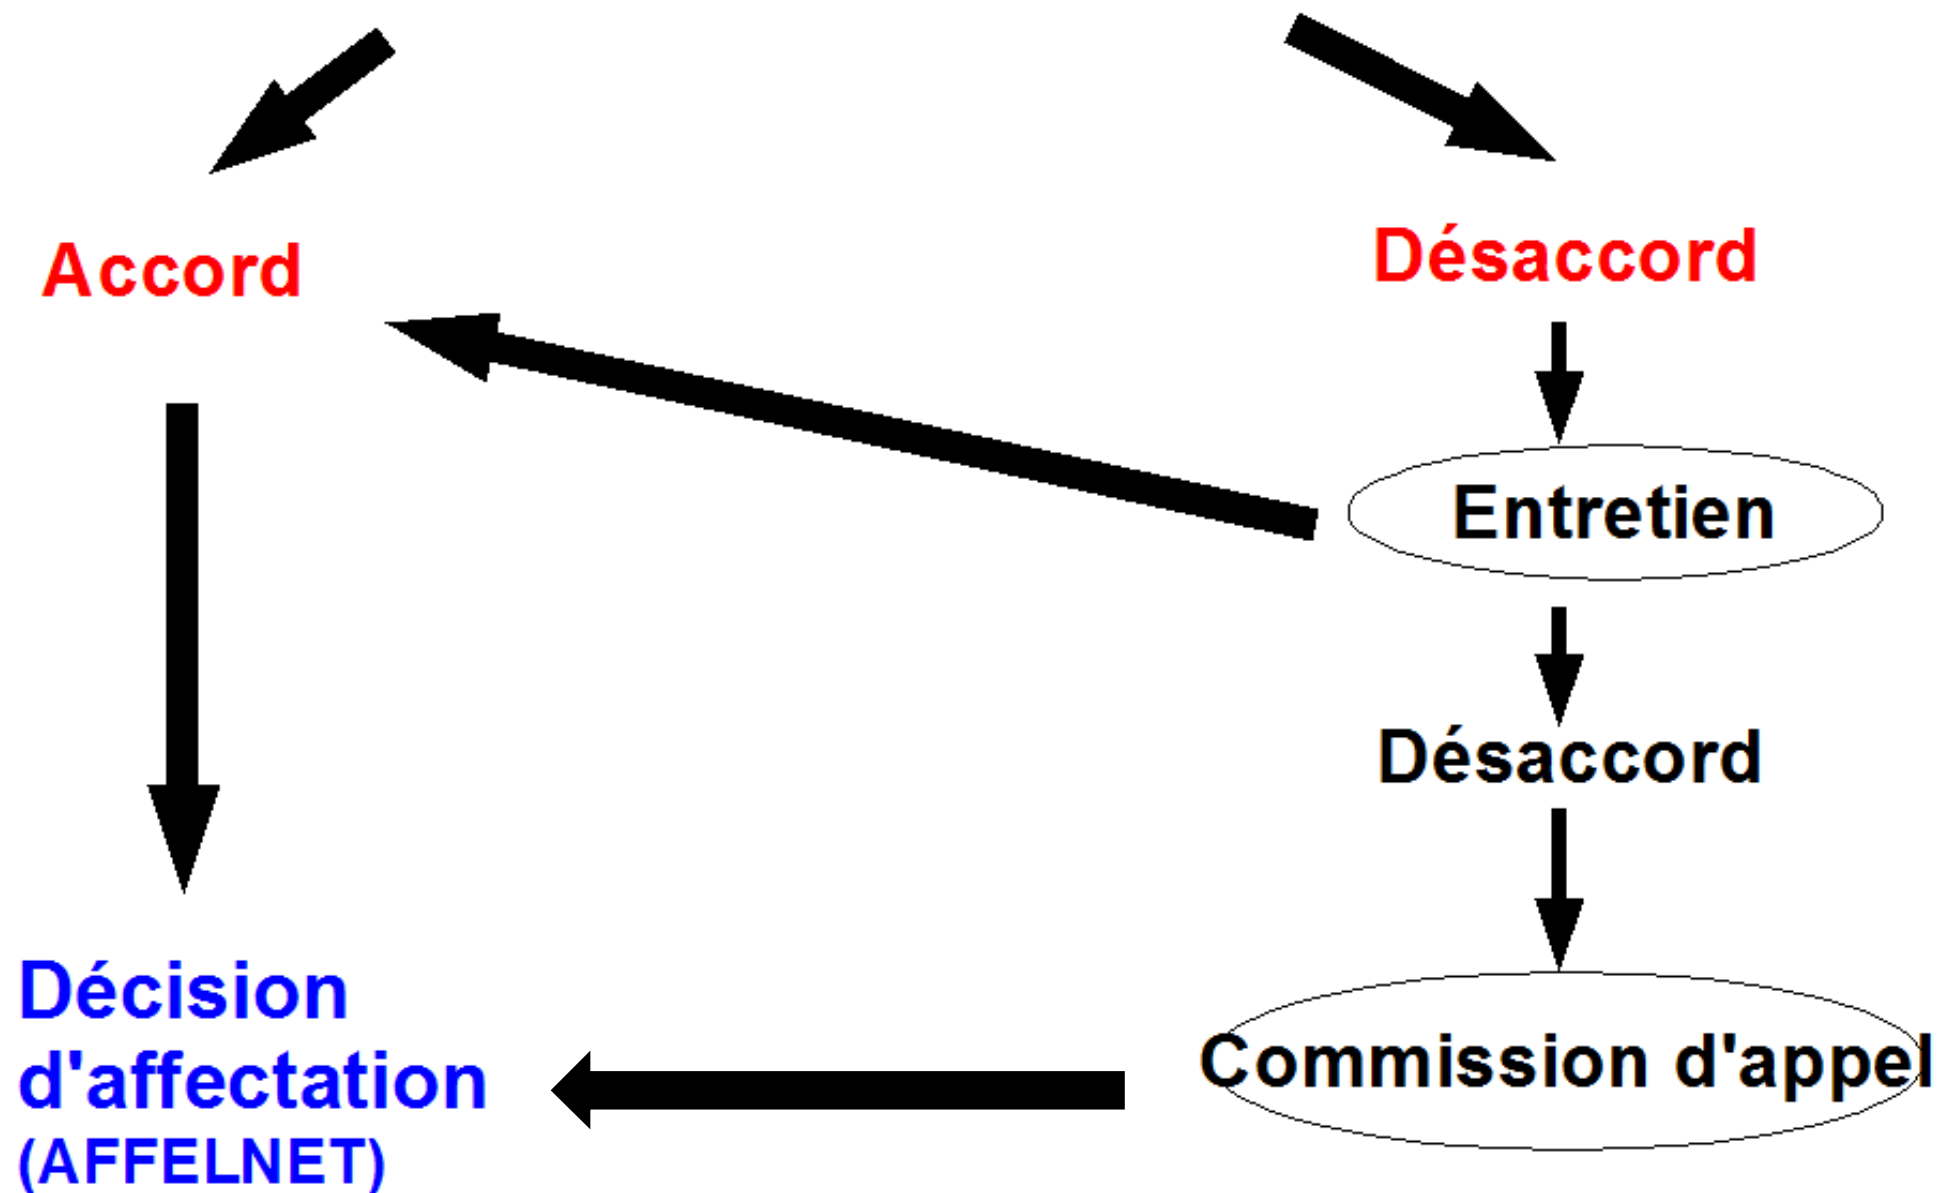 Accord
Désaccord
Entretien
Désaccord
Décision
d'affectation
(AFFELNET)
Commission d'appel